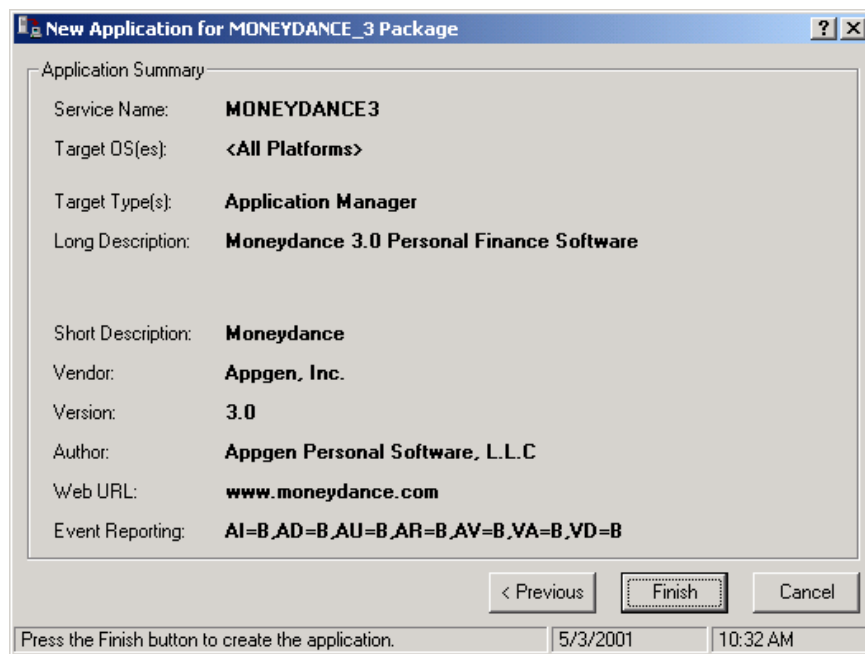 New Application for MONEYDANCE_3 Package
Application Summary
Service Name: MONEYDANCE3
Target OS(es): <All Platforms>
Target Type(s): Application Manager
Long Description: Moneydance 3.0 Personal Finance Software
Short Description: Moneydance
Vendor: Appgen, Inc.
Version: 3.0
Author: Appgen Personal Software, L.L.C
Web URL: www.moneydance.com
Event Reporting: AI=B,AD=B,AU=B,AR=B,AV=B,VA=B,VD=B
< Previous Finish Cancel
Press the Finish button to create the application. 5/3/2001 10:32 AM